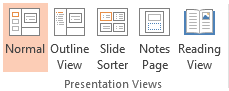 Normal Outline Slide Notes Reading
View Sorter Page View
Presentation Views